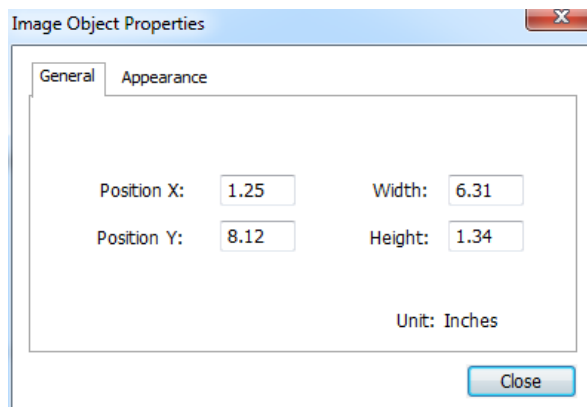 Image Object Properties
X
General Appearance
Position X: 1.25 Width: 6.31
Position Y: 8.12 Height: 1.34
Unit: Inches
Close